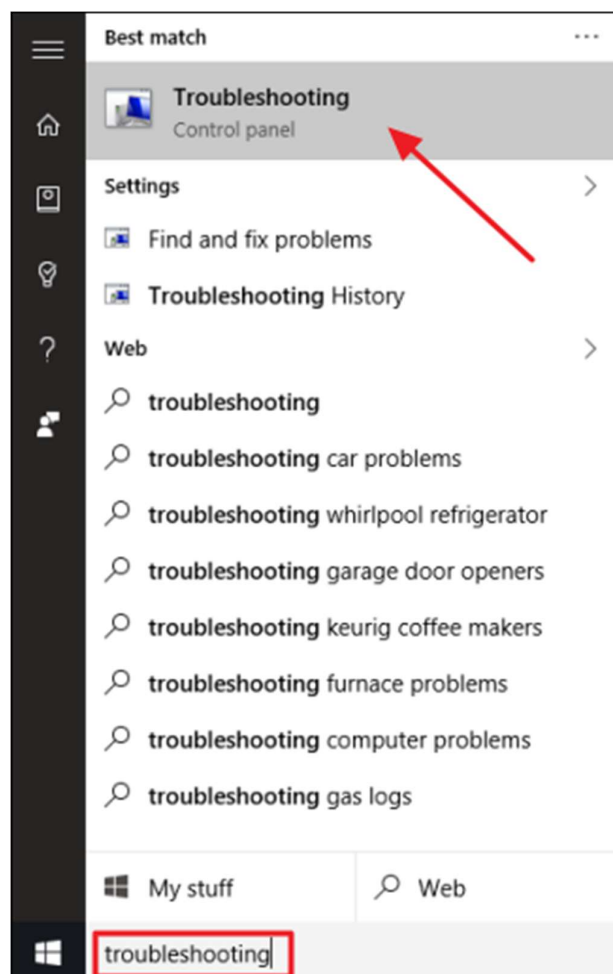 Best match
Troubleshooting
Control panel
Settings
Find and fix problems
Troubleshooting History
Web
troubleshooting
troubleshooting car problems
troubleshooting whirlpool refrigerator
troubleshooting garage door openers
troubleshooting keurig coffee makers
troubleshooting furnace problems
troubleshooting computer problems
troubleshooting gas logs
My stuff
Web
troubleshooting